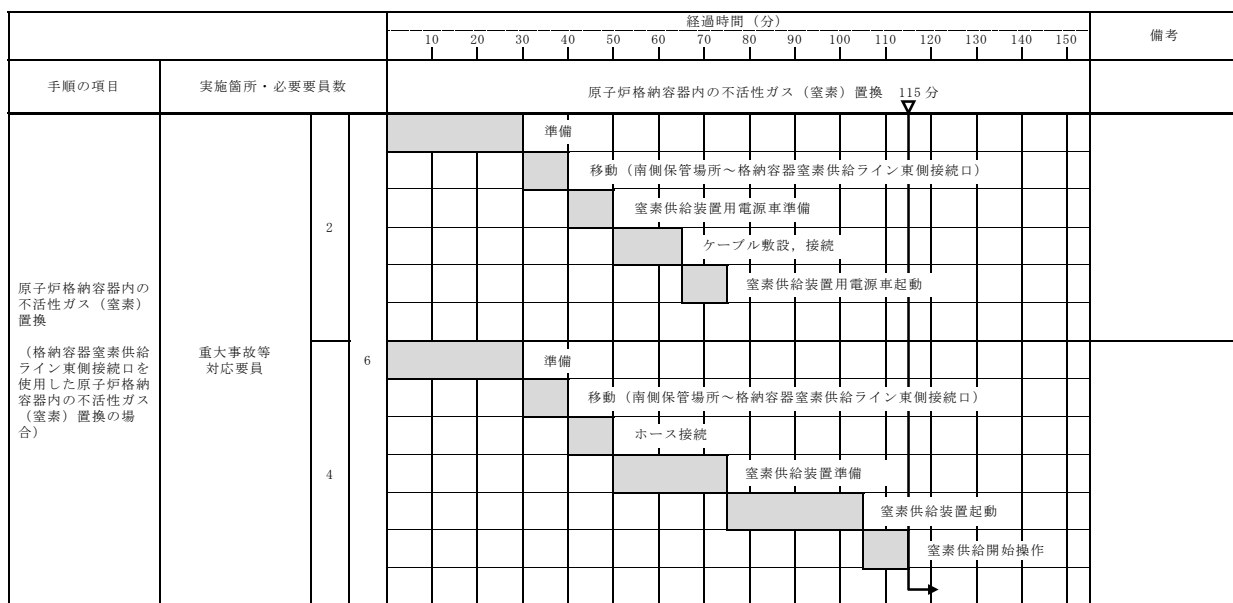 経過時間（分）
備考
10 20 30 40 50 60 70 80 90 100 110 120 130 140 150
手順の項目
実施箇所・必要要員数
原子炉格納容器内の不活性ガス（窒素）置換 115分
原子炉格納容器内の
不活性ガス（窒素）
置換
（格納容器窒素供給
ライン東側接続口を
使用した原子炉格納
容器内の不活性ガス
（窒素）置換の場
合）
重大事故等
対応要員
2
6
準備
移動（南側保管場所～格納容器窒素供給ライン東側接続口）
窒素供給装置用電源車準備
ケーブル敷設，接続
窒素供給装置用電源車起動
4
準備
移動（南側保管場所～格納容器窒素供給ライン東側接続口）
ホース接続
窒素供給装置準備
窒素供給装置起動
窒素供給開始操作